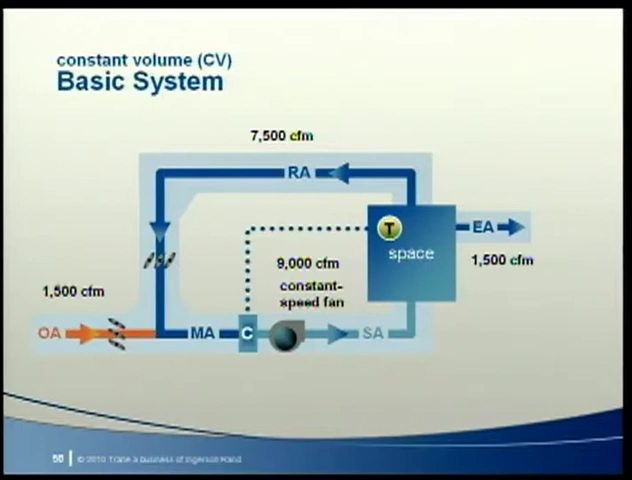 constant volume (CV)
Basic System
7,500 cfm
RA
T
space
EA
1,500 cfm
9,000 cfm
constant-
speed fan
1,500 cfm
OA
MA
C
SA
© 2010 Trane a business of Ingersoll Rand